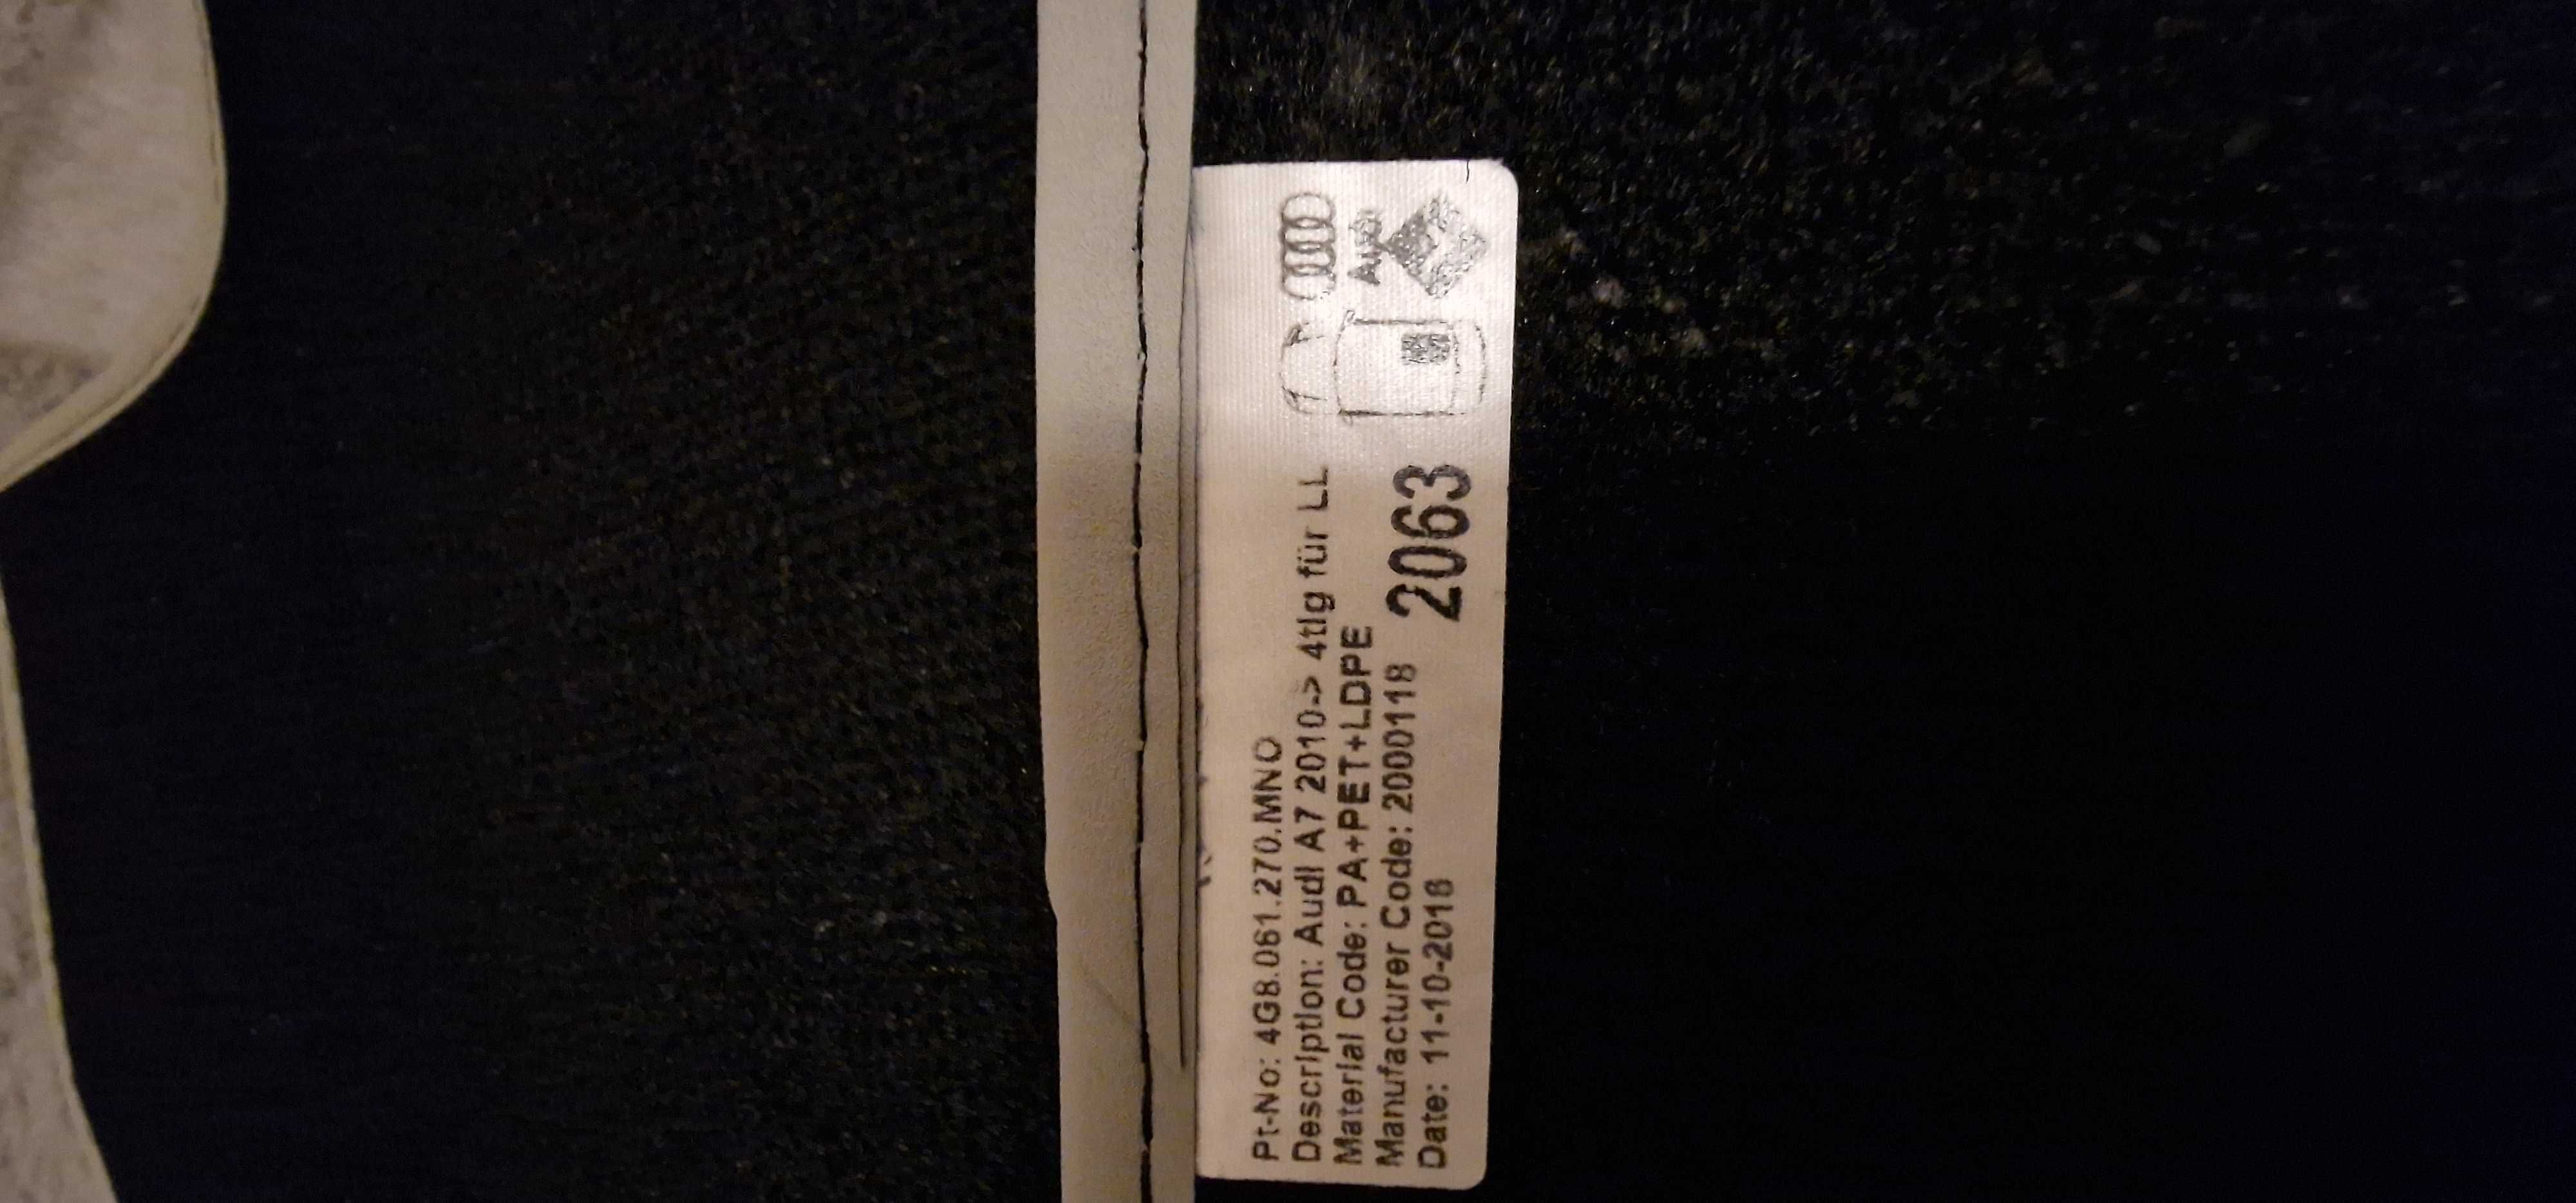 Pt-No: 4G8.061.270.MNO
Description: Audi A7 2010-> 4tlg für LL
Material Code: PA+PET+LDPE
Manufacturer Code: 2000118
2063
Date: 11-10-2016
Audi